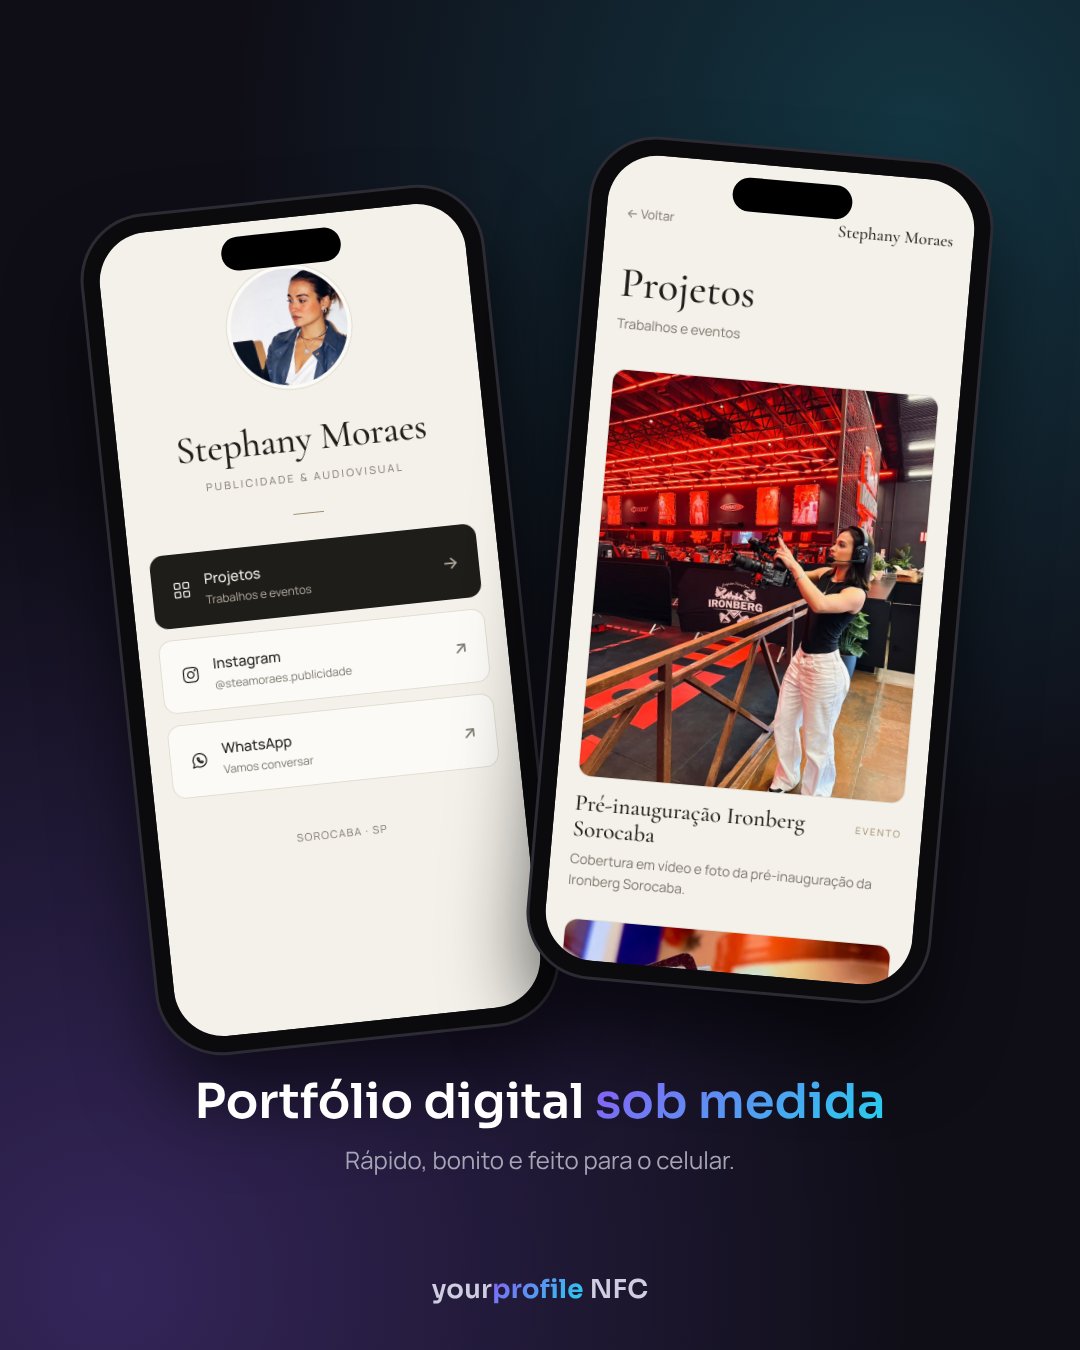 Stephany Moraes
PUBLICIDADE & AUDIOVISUAL
Projetos
Trabalhos e eventos
Instagram
@steamoraes.publicidade
WhatsApp
Vamos conversar
SOROCABA · SP
← Voltar
Stephany Moraes
Projetos
Trabalhos e eventos
IRONBERG
Pré-inauguração Ironberg
Sorocaba
EVENTO
Cobertura em vídeo e foto da pré-inauguração da
Ironberg Sorocaba.
Portfólio digital sob medida
Rápido, bonito e feito para o celular.
yourprofile NFC